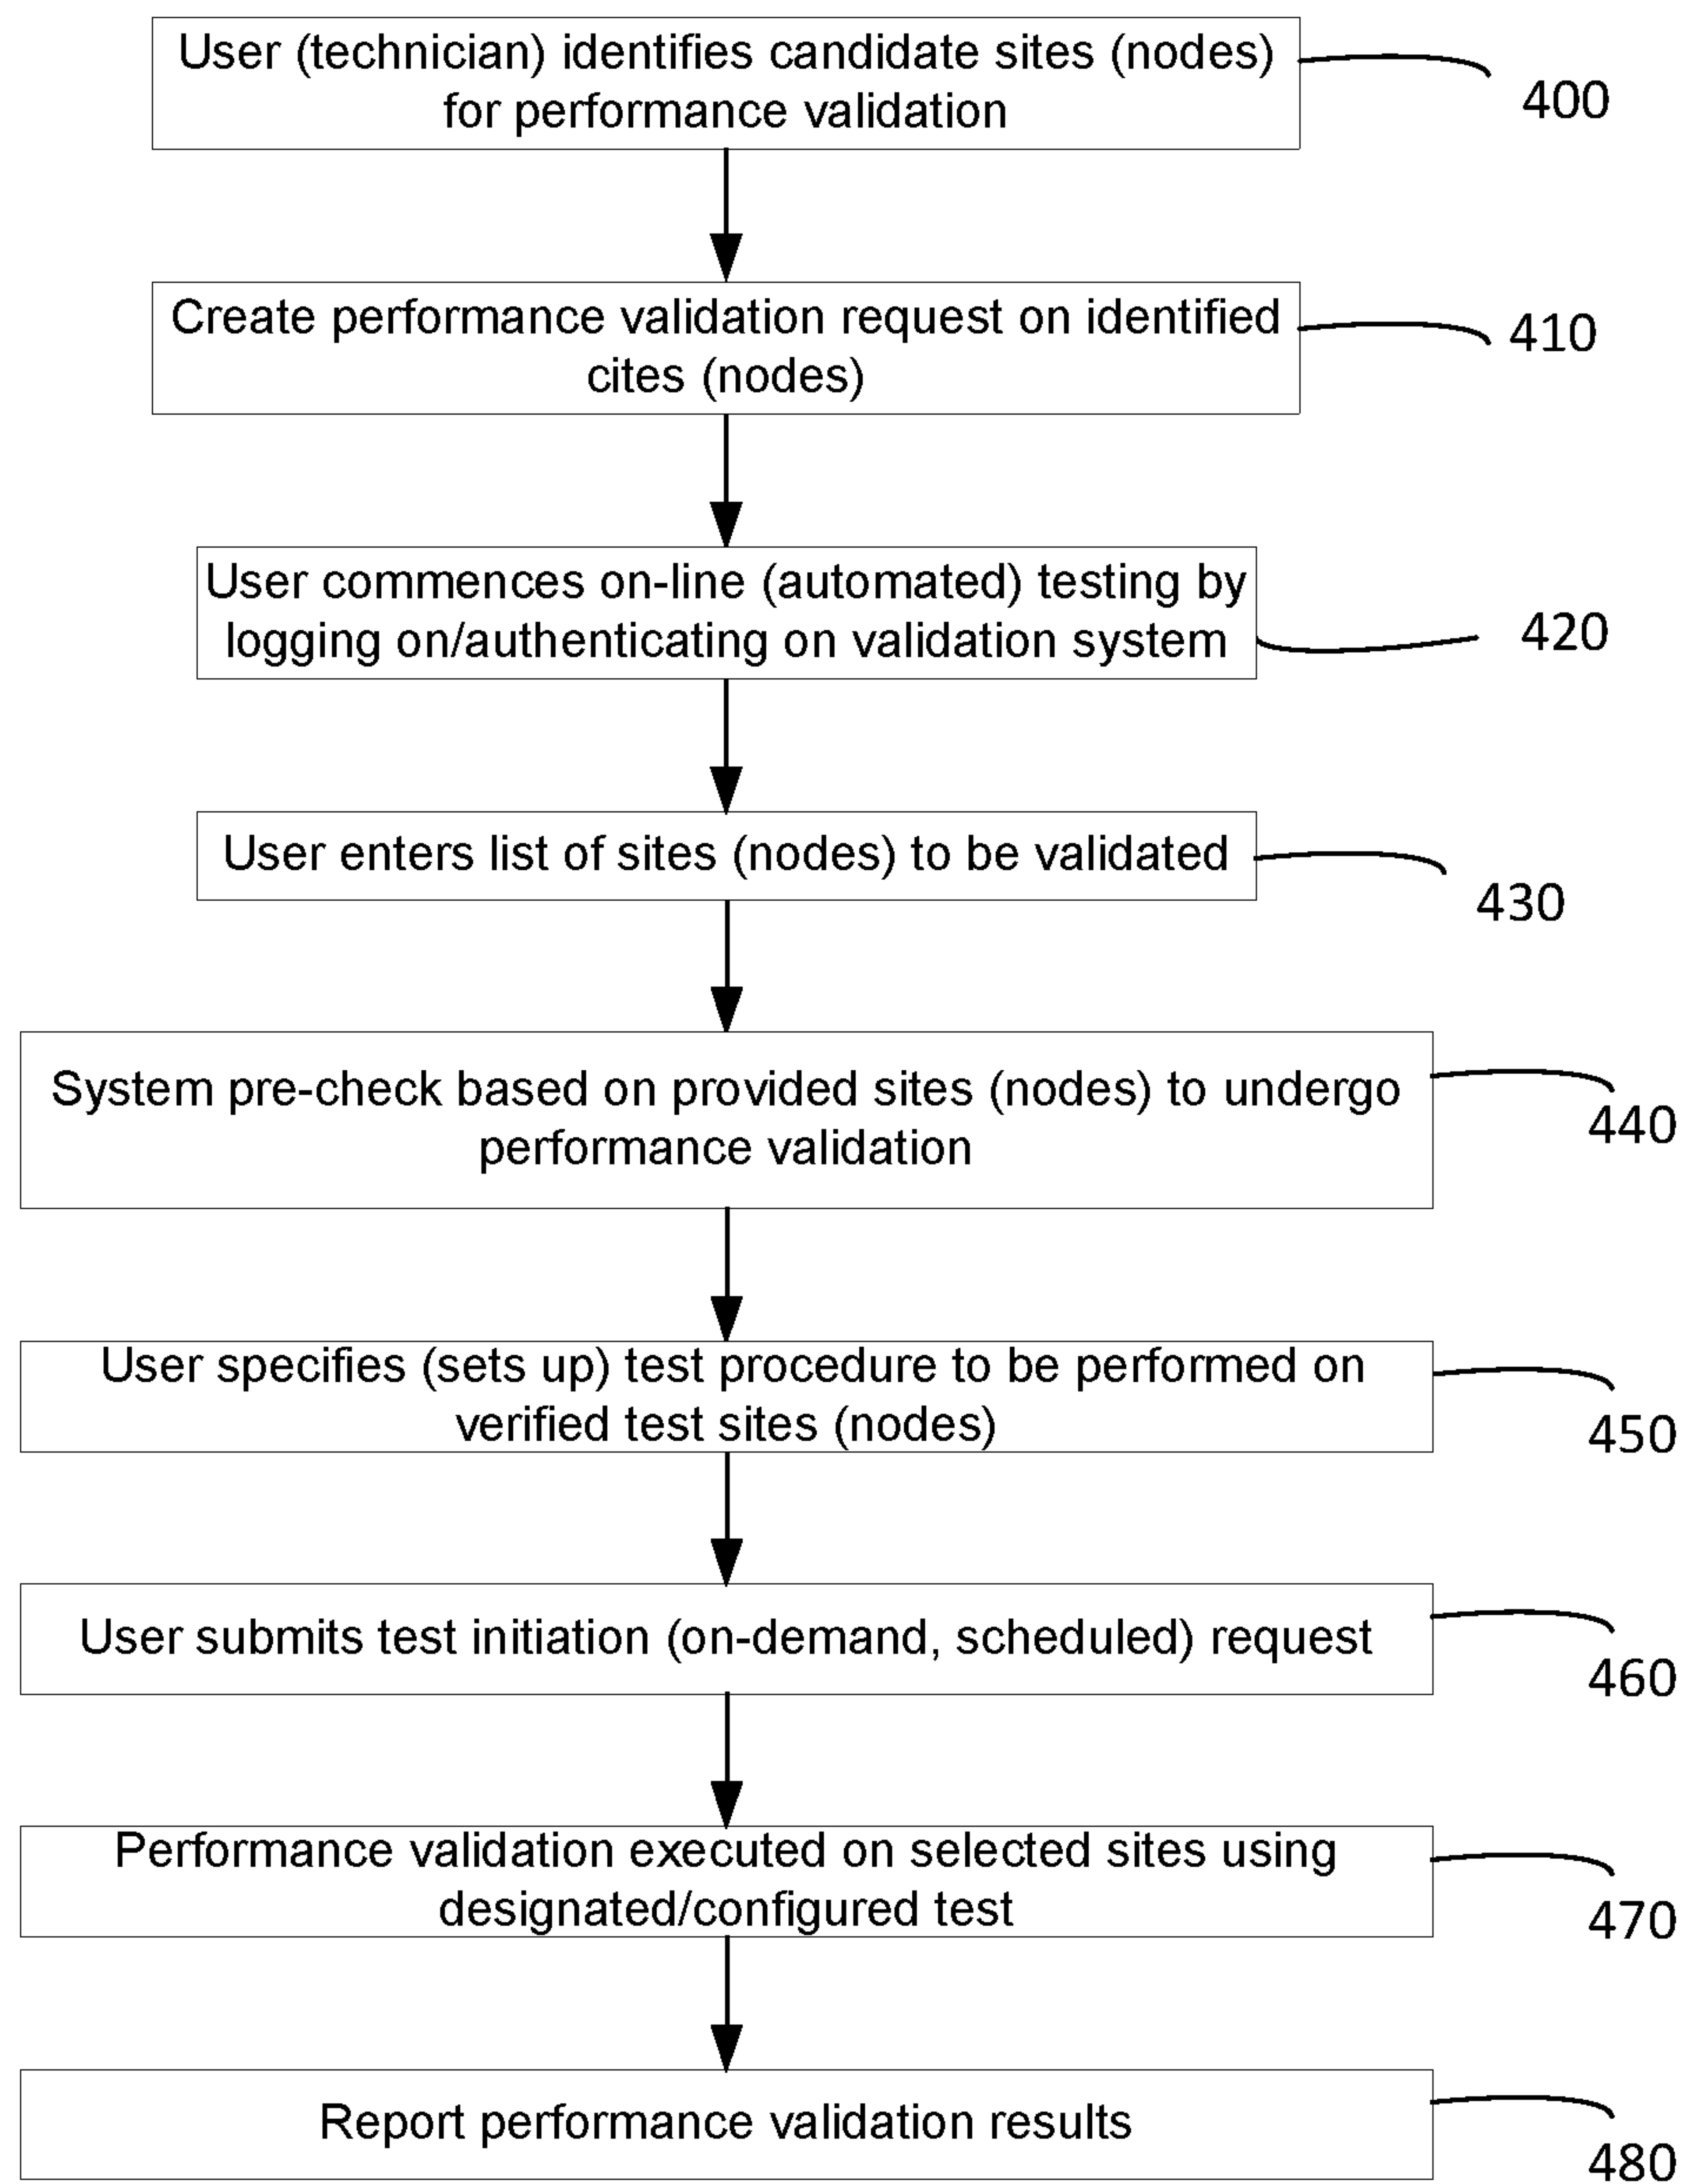 User (technician) identifies candidate sites (nodes)
for performance validation
400
Create performance validation request on identified
cites (nodes)
410
User commences on-line (automated) testing by
logging on/authenticating on validation system
420
User enters list of sites (nodes) to be validated
430
System pre-check based on provided sites (nodes) to undergo
performance validation
440
User specifies (sets up) test procedure to be performed on
verified test sites (nodes)
450
User submits test initiation (on-demand, scheduled) request
460
Performance validation executed on selected sites using
designated/configured test
470
Report performance validation results
480